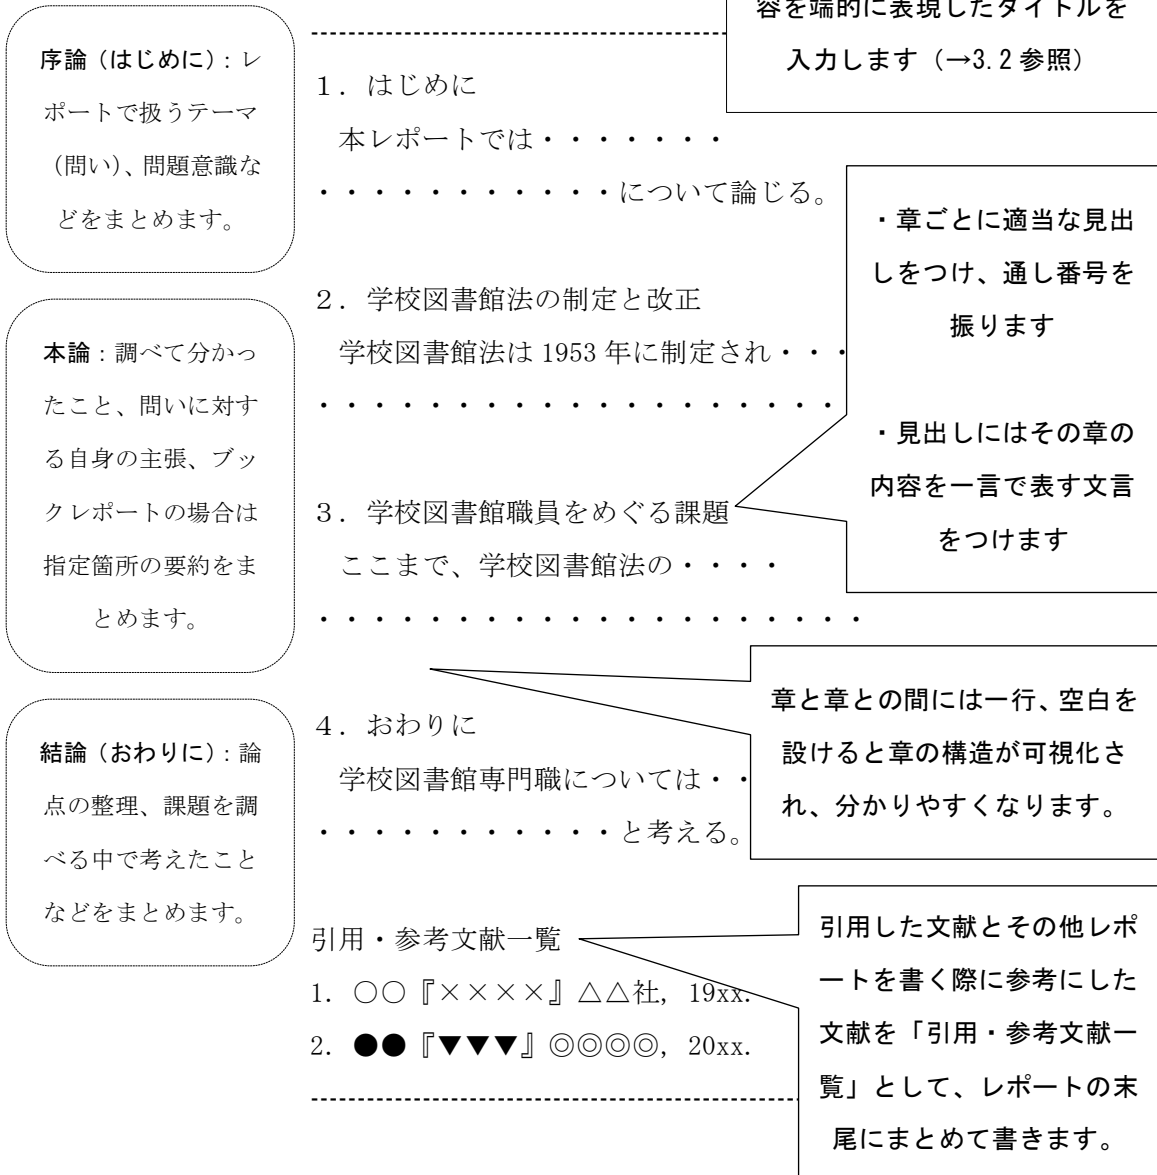 容を端的に表現したタイトルを
入力します（→3.2 参照）
序論（はじめに）：レ
ポートで扱うテーマ
（問い）、問題意識な
どをまとめます。
本論：調べて分かっ
たこと、問いに対す
る自身の主張、ブッ
クレポートの場合は
指定箇所の要約をま
とめます。
結論（おわりに）：論
点の整理、課題を調
べる中で考えたこと
などをまとめます。
１．はじめに
本レポートでは・・・・・・・
・・・・・・・・・・・について論じる。
２．学校図書館法の制定と改正
学校図書館法は 1953 年に制定され・・・
・・・・・・・・・・・・・・・・・・・
３．学校図書館職員をめぐる課題
ここまで、学校図書館法の・・・・
・・・・・・・・・・・・・・・・・・・・
４．おわりに
学校図書館専門職については・・
・・・・・・・・・・・と考える。
引用・参考文献一覧
1. ○○『××××』△△社, 19xx.
2. ●●『▼▼▼』◎◎◎◎, 20xx.
・章ごとに適当な見出
しをつけ、通し番号を
振ります
・見出しにはその章の
内容を一言で表す文言
をつけます
章と章との間には一行、空白を
設けると章の構造が可視化さ
れ、分かりやすくなります。
引用した文献とその他レポ
ートを書く際に参考にした
文献を「引用・参考文献一
覧」として、レポートの末
尾にまとめて書きます。